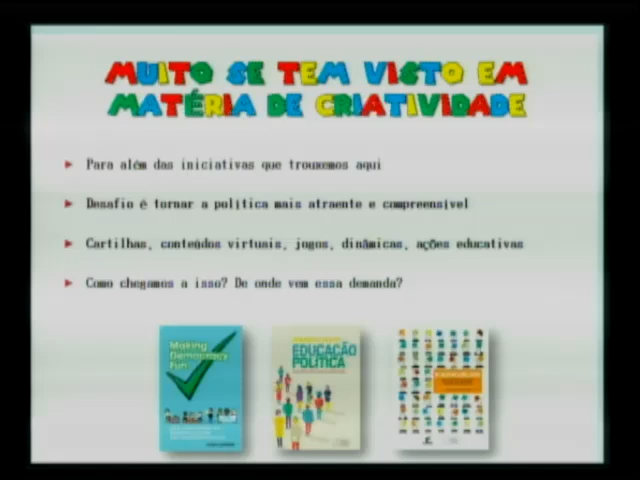 MUITO SE TEM VISTO EM
MATÉRIA DE CRIATIVIDADE
Para além das iniciativas que trouxemos aqui
Desafio é tornar a política mais atraente e compreensível
Cartilhas, conteúdos virtuais, jogos, dinâmicas, ações educativas
Como chegamos a isso? De onde vem essa demanda?
Making
Democracy
Fun
EDUCAÇÃO
POLÍTICA